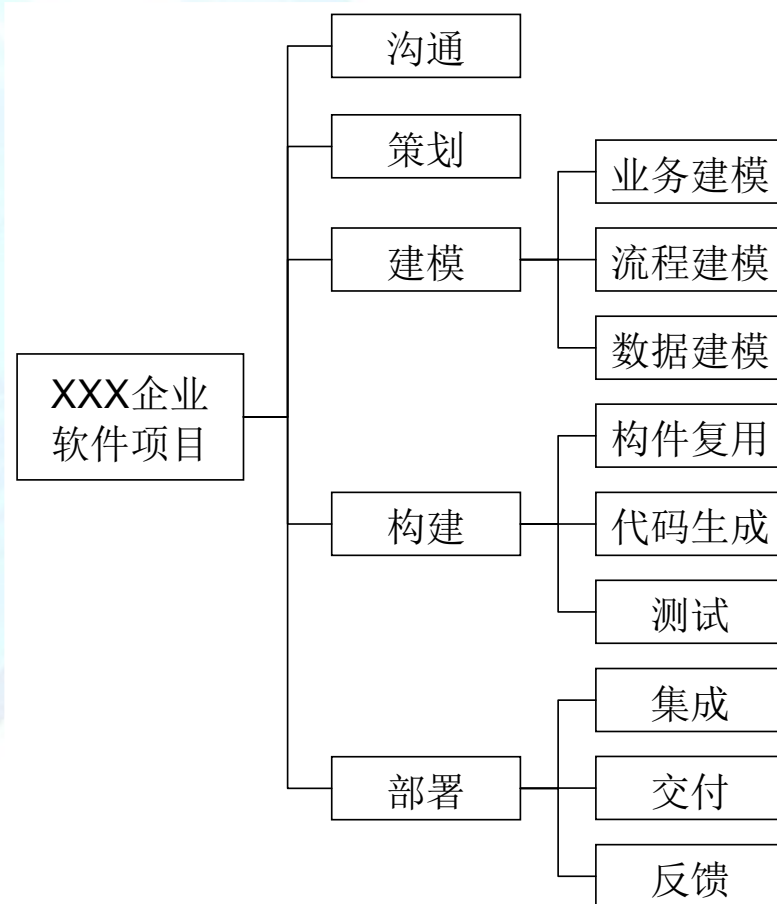 沟通
策划
建模
业务建模
流程建模
数据建模
XXX企业
软件项目
构建
构件复用
代码生成
测试
部署
集成
交付
反馈